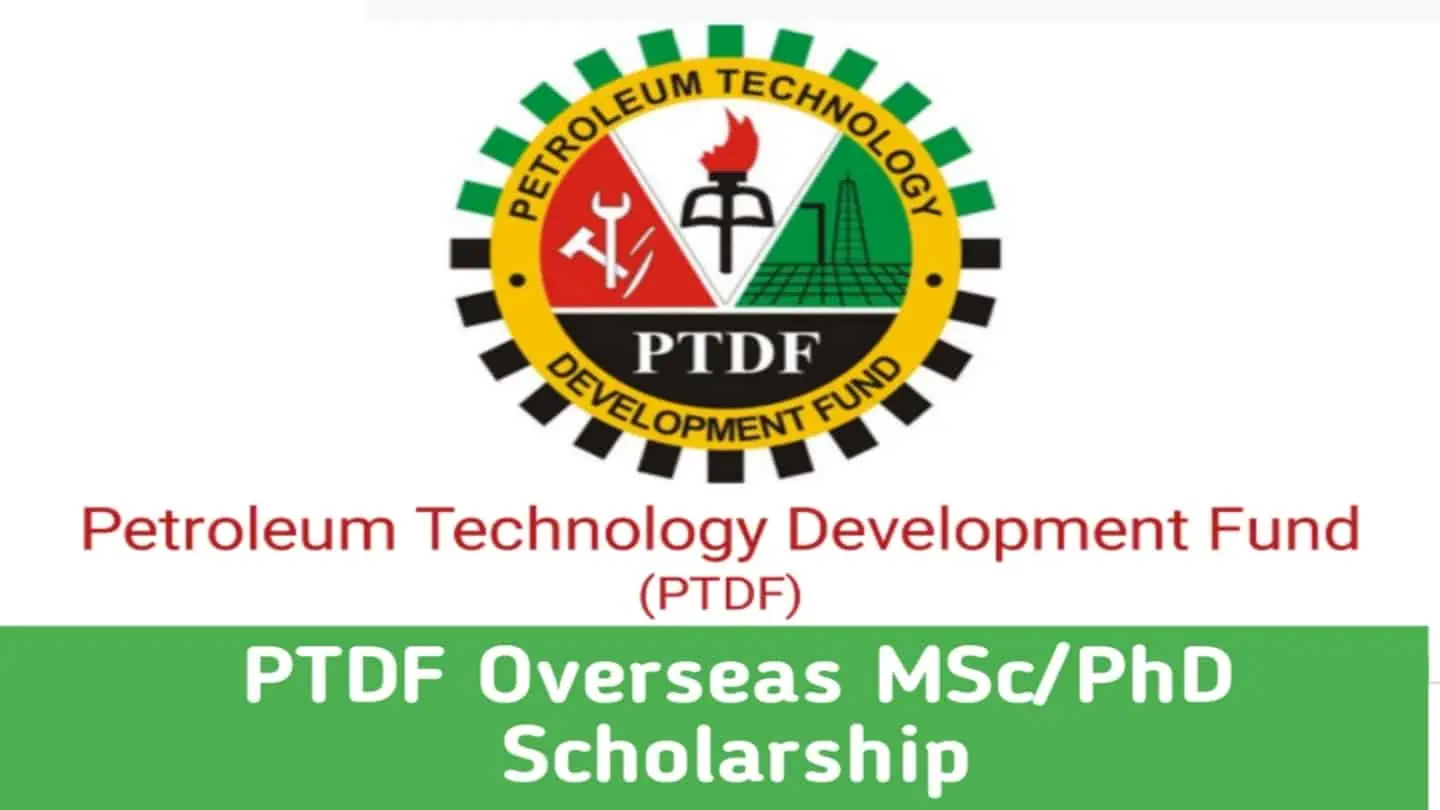 PETROLEUM TECHNOLOGY
PTDF
DEVELOPMENT FUND
Petroleum Technology Development Fund
(PTDF)
PTDF Overseas MSc/PhD
Scholarship